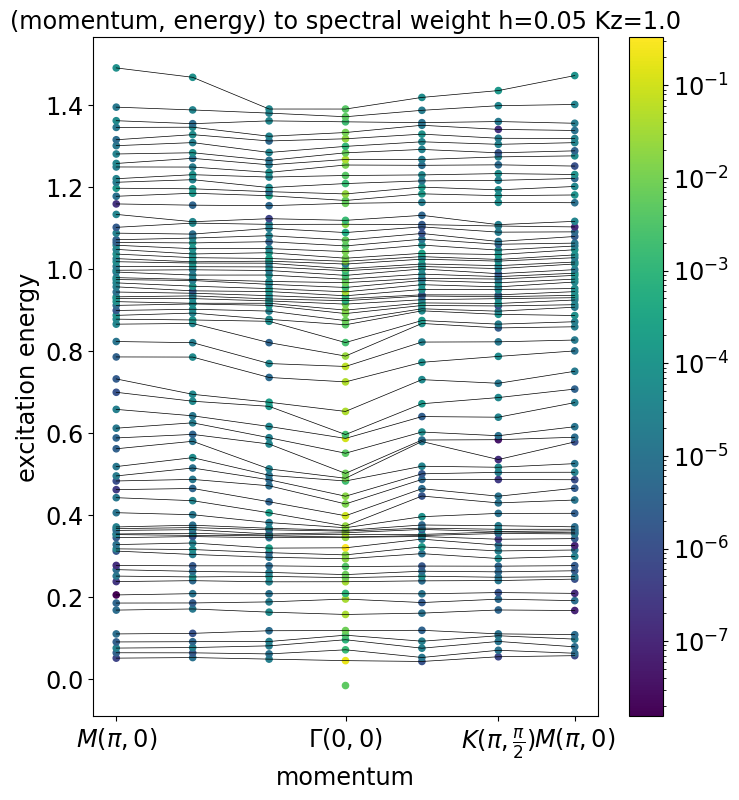 (momentum, energy) to spectral weight h=0.05 Kz=1.0
excitation energy
1.4
1.2
1.0
0.8
0.6
0.4
0.2
0.0
M(π, 0)
Γ(0, 0)
K(π, π/2)
M(π, 0)
momentum
10⁻¹
10⁻²
10⁻³
10⁻⁴
10⁻⁵
10⁻⁶
10⁻⁷